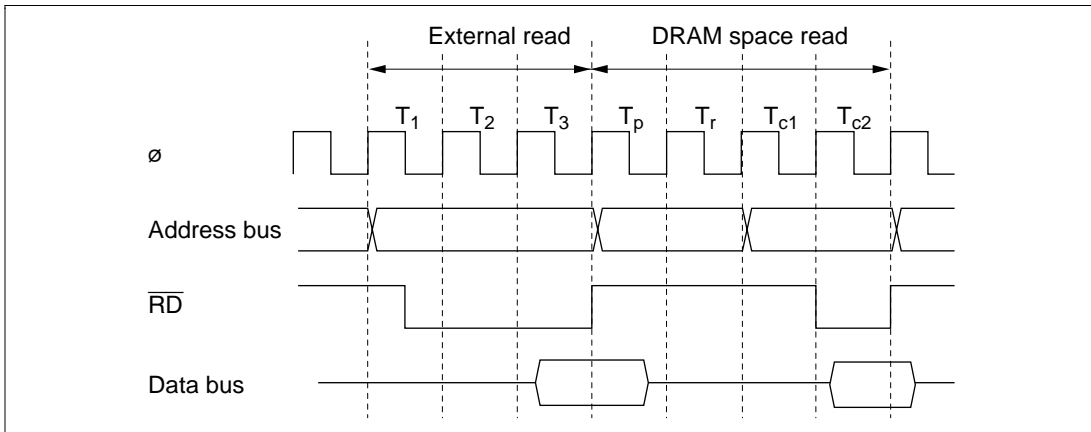 External read DRAM space read
T1 T2 T3 Tp Tr Tc1 Tc2
ø
Address bus
RD
Data bus